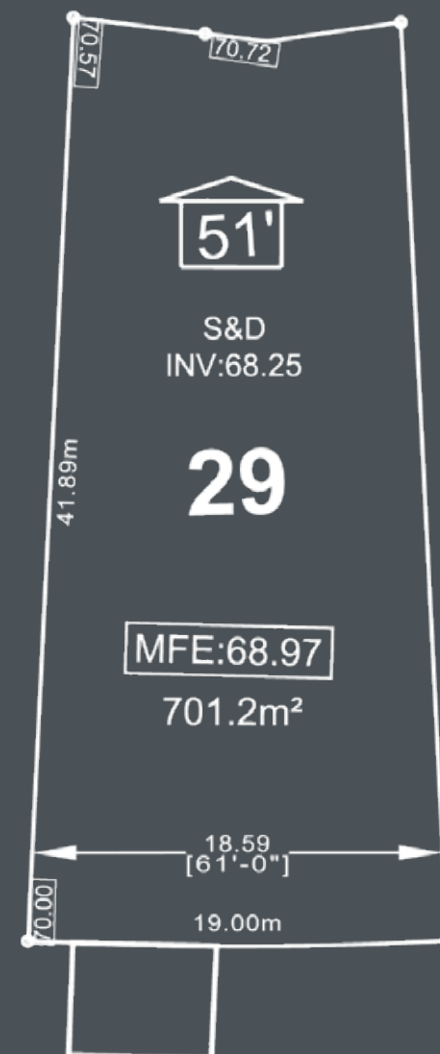 70.57
70.72
51'
S&D
INV:68.25
41.89m
29
MFE:68.97
701.2m²
18.59
[61'-0"]
70.00
19.00m